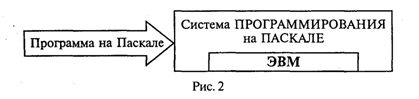 Система ПРОГРАММИРОВАНИЯ
на ПАСКАЛЕ
Программа на Паскале
ЭВМ
Рис. 2